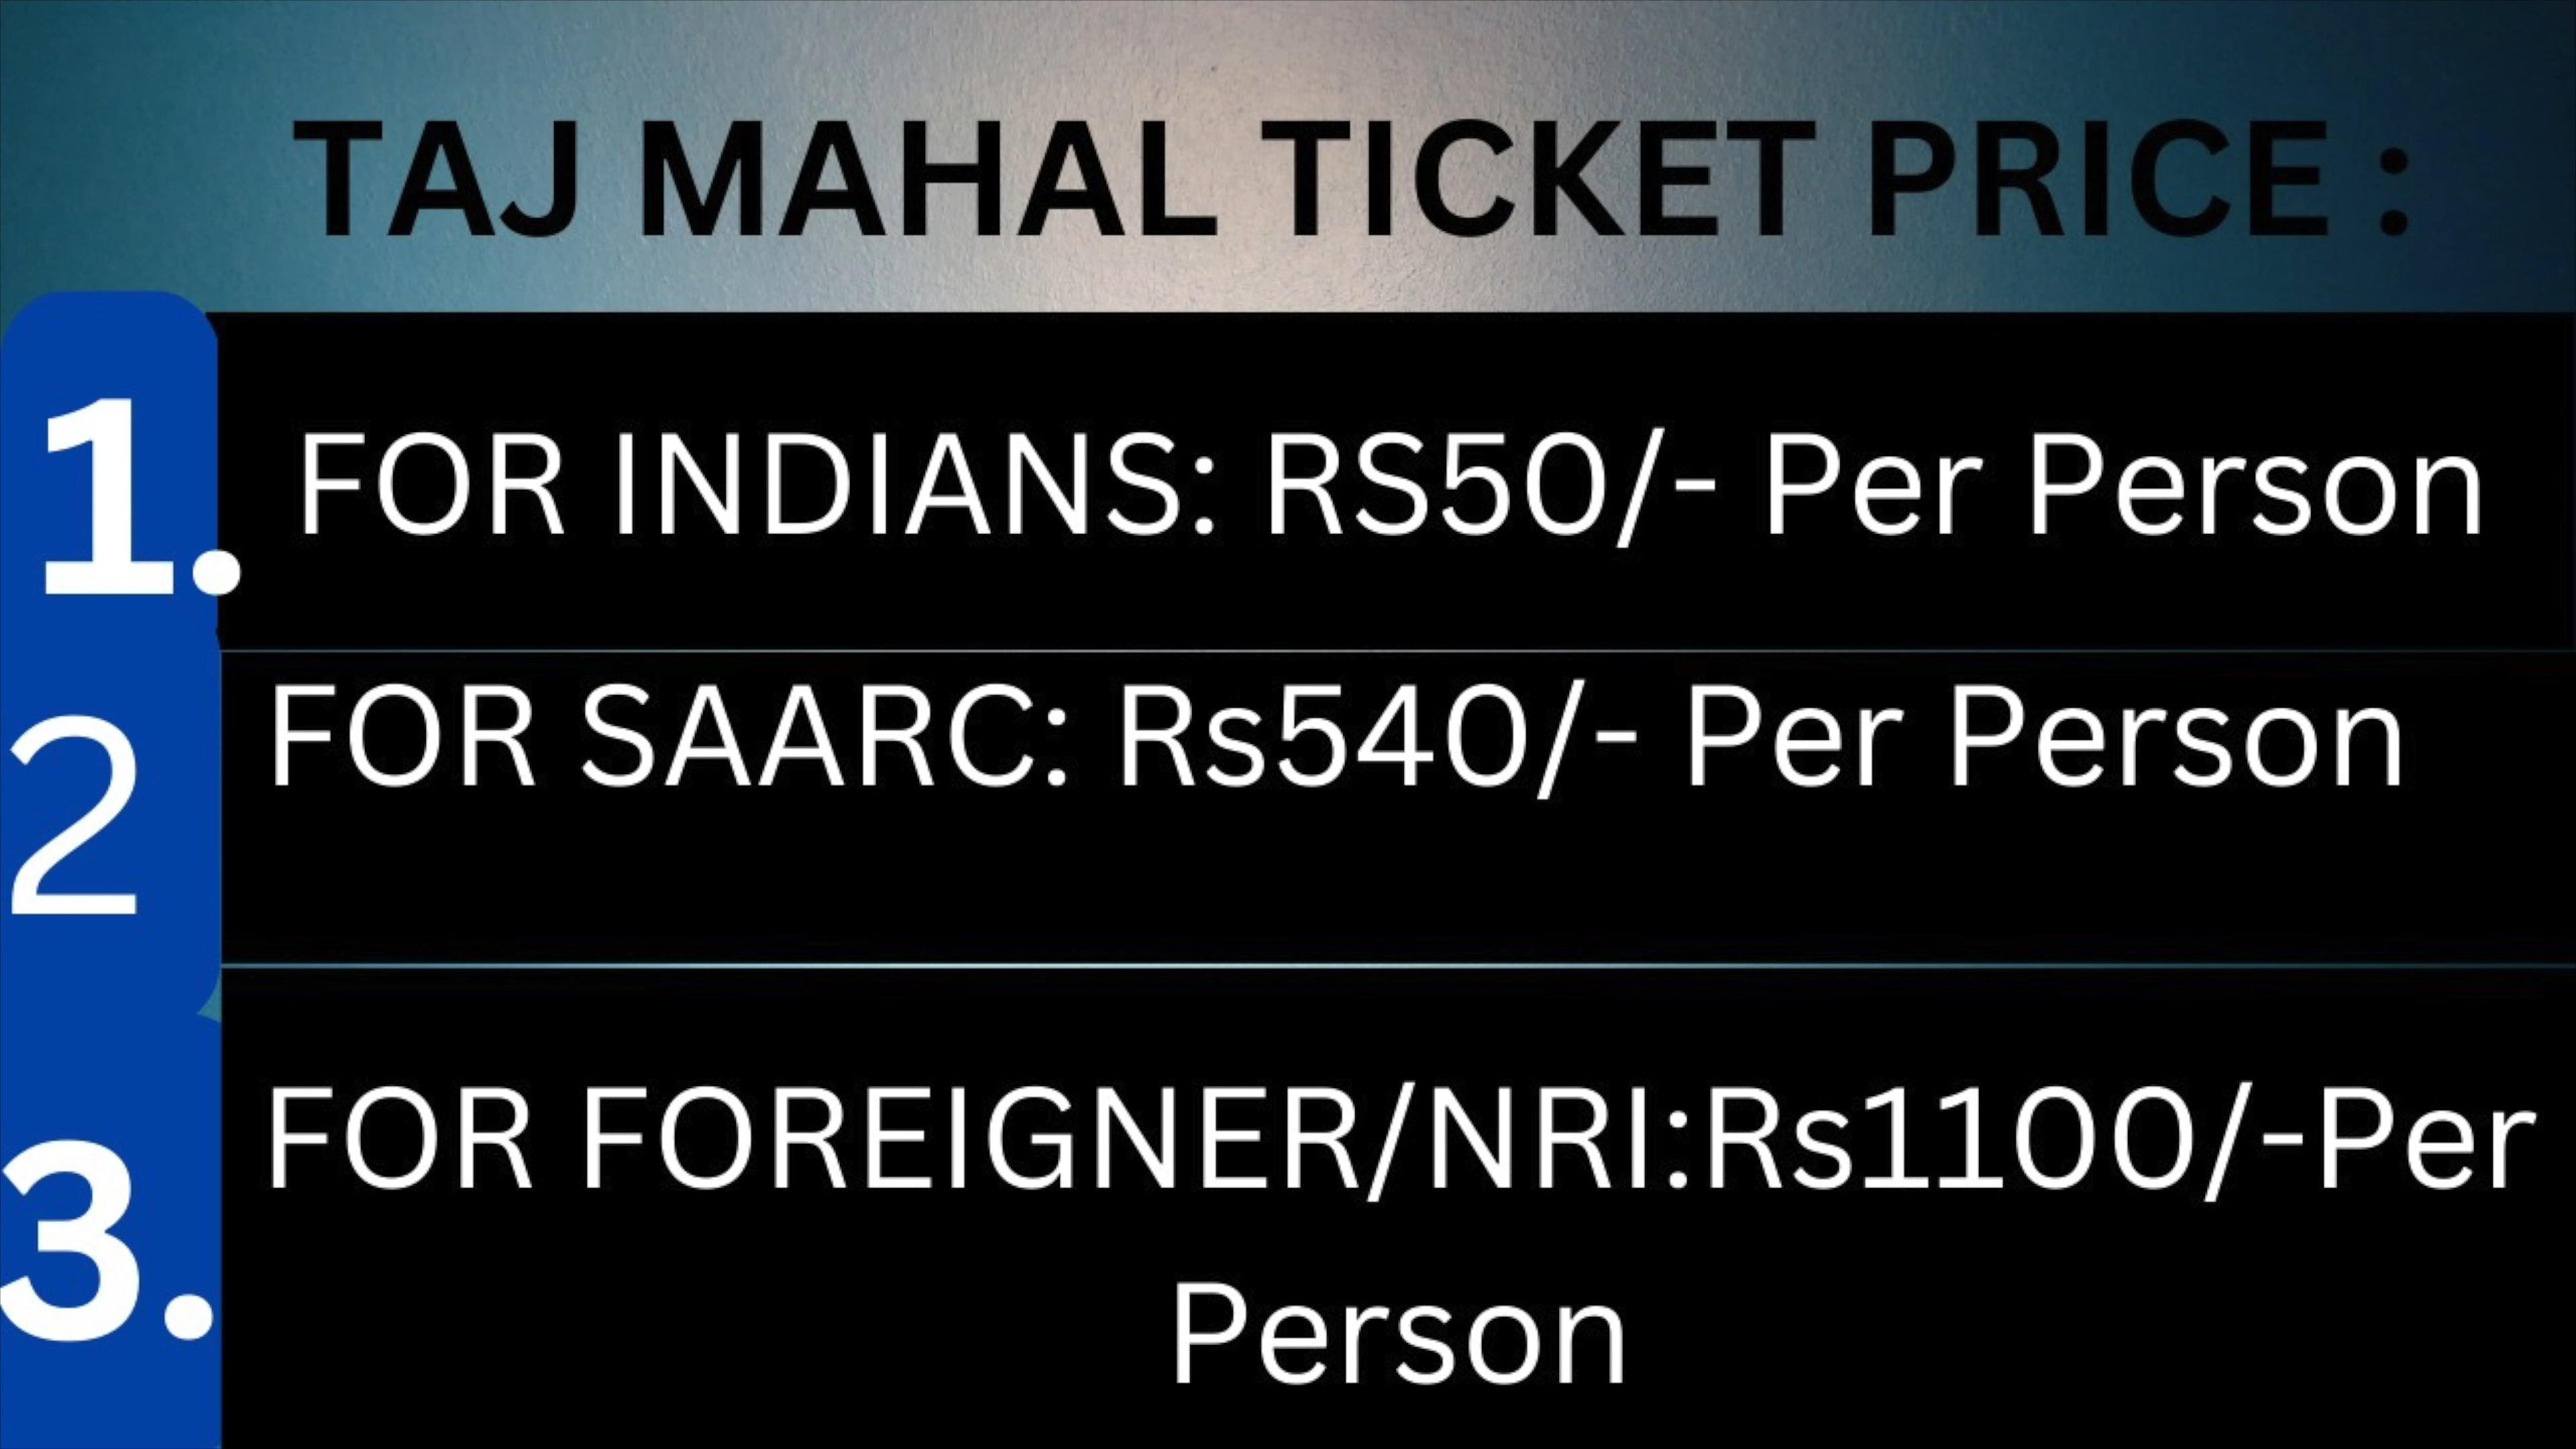 TAJ MAHAL TICKET PRICE :
1. FOR INDIANS: RS50/- Per Person
2 FOR SAARC: Rs540/- Per Person
3. FOR FOREIGNER/NRI:Rs1100/-Per
Person